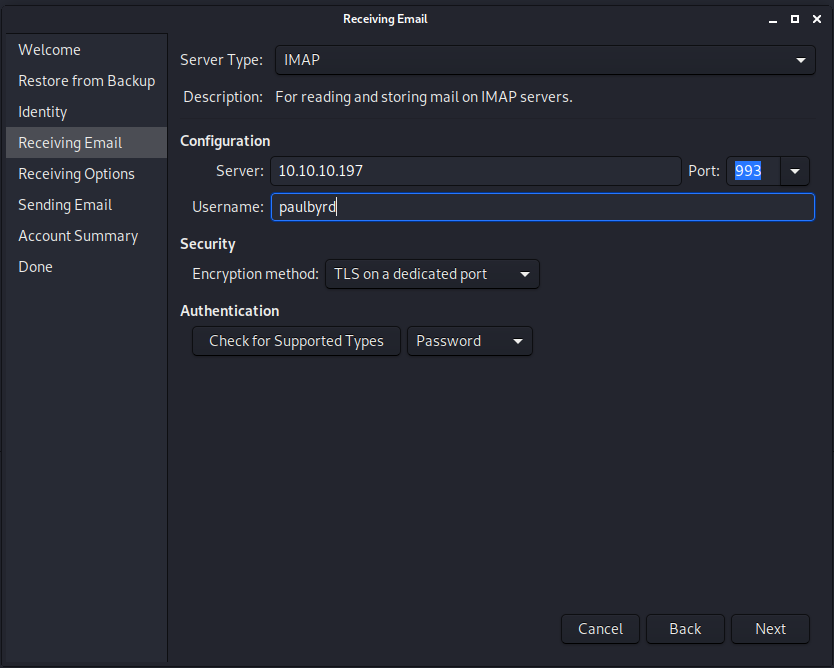 Receiving Email
Welcome
Restore from Backup
Identity
Receiving Email
Receiving Options
Sending Email
Account Summary
Done
Server Type: IMAP
Description: For reading and storing mail on IMAP servers.
Configuration
Server: 10.10.10.197 Port: 993
Username: paulbyrd
Security
Encryption method: TLS on a dedicated port
Authentication
Check for Supported Types Password
Cancel Back Next